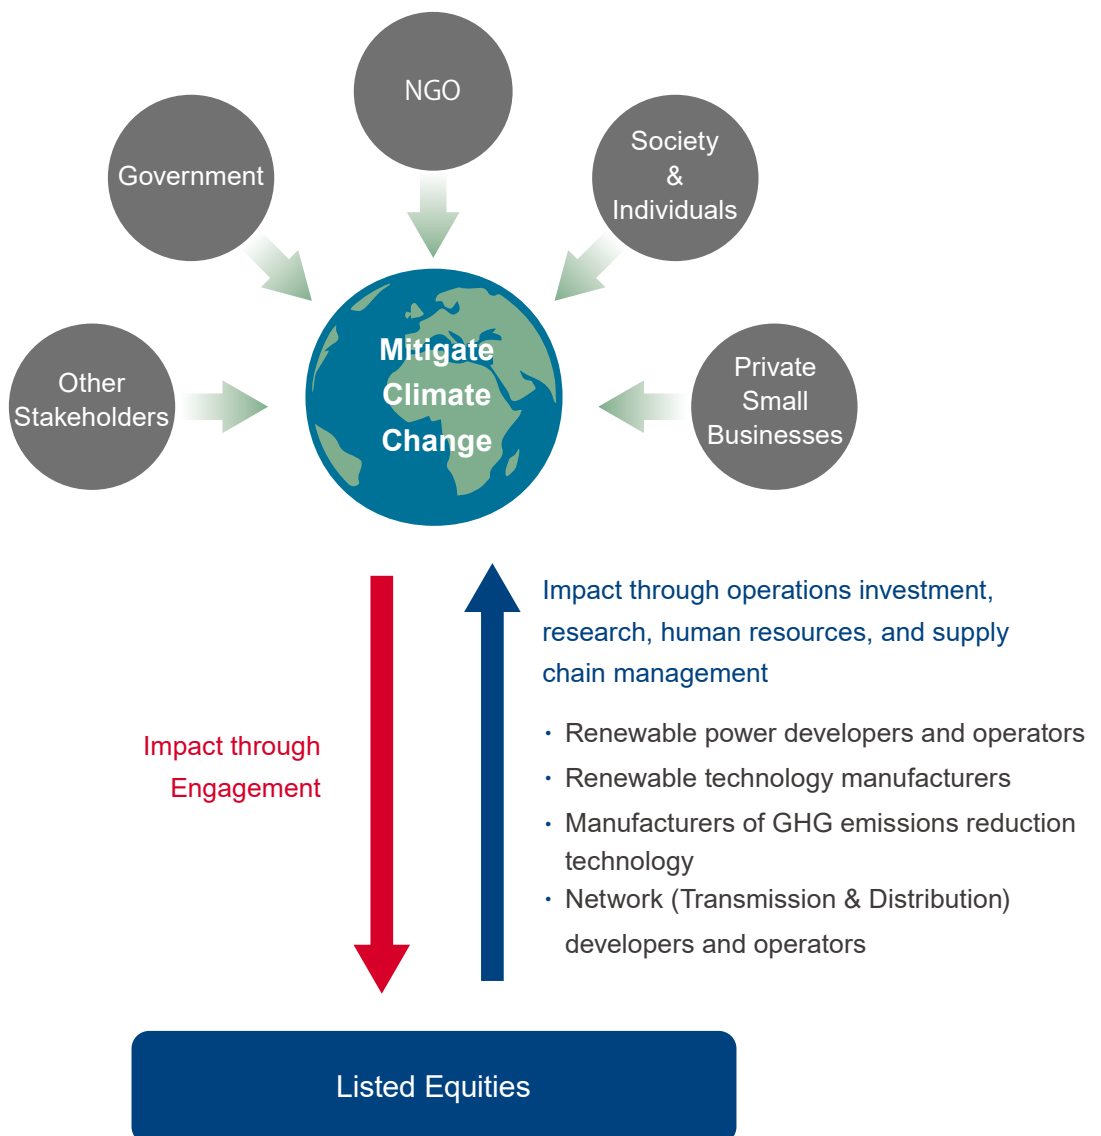 NGO
Government
Society
&
Individuals
Other
Stakeholders
Mitigate
Climate
Change
Private
Small
Businesses
Impact through
Engagement
Impact through operations investment,
research, human resources, and supply
chain management
・ Renewable power developers and operators
・ Renewable technology manufacturers
・ Manufacturers of GHG emissions reduction
technology
・ Network (Transmission & Distribution)
developers and operators
Listed Equities